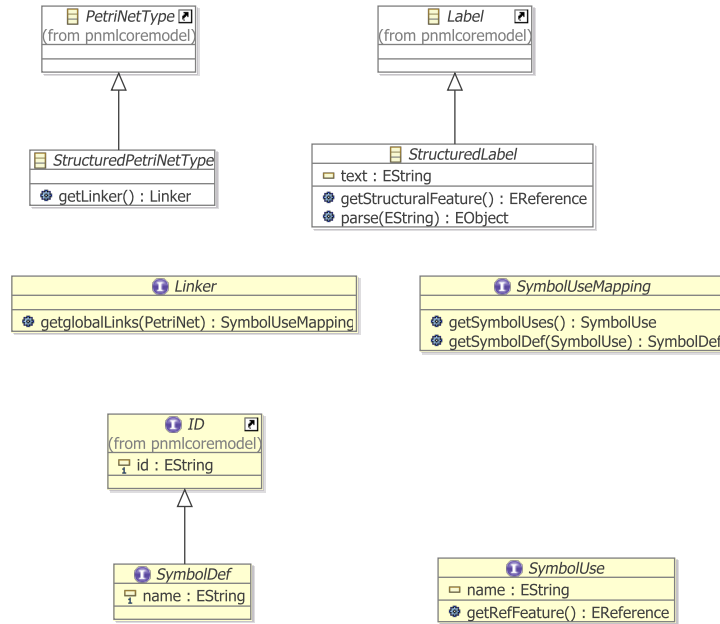 PetriNetType
(from pnmlcoremodel)
Label
(from pnmlcoremodel)
StructuredPetriNetType
getLinker() : Linker
StructuredLabel
text : EString
getStructuralFeature() : EReference
parse(EString) : EObject
I Linker
getglobalLinks(PetriNet) : SymbolUseMapping
I SymbolUseMapping
getSymbolUses() : SymbolUse
getSymbolDef(SymbolUse) : SymbolDef
I ID
(from pnmlcoremodel)
1 id : EString
I SymbolDef
1 name : EString
I SymbolUse
name : EString
getRefFeature() : EReference